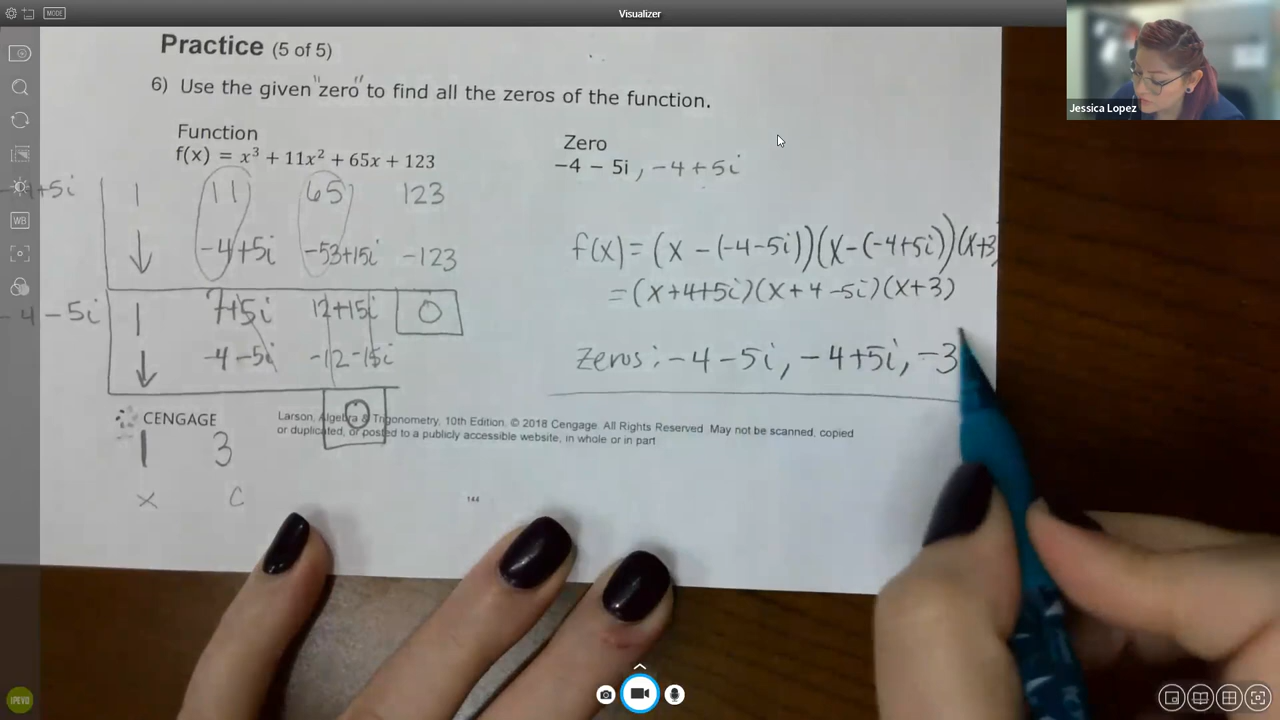 MODE
Visualizer
Jessica Lopez
Practice (5 of 5)
6) Use the given "zero" to find all the zeros of the function.
Function
f(x) = x³ + 11x² + 65x + 123
Zero
−4 − 5i, −4+5i
+5i | 1 11 65 123
↓ −4+5i −53+15i −123
−4−5i | 1 7+5i 12+15i 0
↓ −4−5i −12−15i
0
1 3
x c
f(x) = (x −(−4−5i))(x−(−4+5i))(x+3
=(x+4+5i)(x+4−5i)(x+3)
Zeros: −4−5i, −4+5i, −3
CENGAGE
Larson, Algebra & Trigonometry, 10th Edition, © 2018 Cengage. All Rights Reserved May not be scanned, copied
or duplicated, or posted to a publicly accessible website, in whole or in part
144
WB
IPEVO